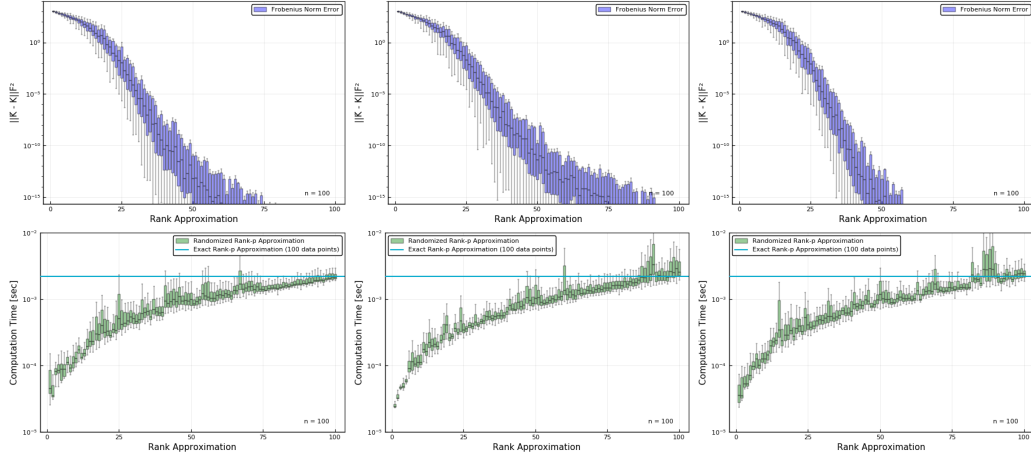 ||K̃ - K||F²
10⁰
10⁻⁵
10⁻¹⁰
10⁻¹⁵
Frobenius Norm Error
n = 100
0 25 50 75 100
Rank Approximation
||K̃ - K||F²
10⁰
10⁻⁵
10⁻¹⁰
10⁻¹⁵
Frobenius Norm Error
n = 100
0 25 50 75 100
Rank Approximation
||K̃ - K||F²
10⁰
10⁻⁵
10⁻¹⁰
10⁻¹⁵
Frobenius Norm Error
n = 100
0 25 50 75 100
Rank Approximation
Computation Time [sec]
10⁻²
10⁻³
10⁻⁴
10⁻⁵
Randomized Rank-p Approximation
Exact Rank-p Approximation (100 data points)
n = 100
0 25 50 75 100
Rank Approximation
Computation Time [sec]
10⁻²
10⁻³
10⁻⁴
10⁻⁵
Randomized Rank-p Approximation
Exact Rank-p Approximation (100 data points)
n = 100
0 25 50 75 100
Rank Approximation
Computation Time [sec]
10⁻²
10⁻³
10⁻⁴
10⁻⁵
Randomized Rank-p Approximation
Exact Rank-p Approximation (100 data points)
n = 100
0 25 50 75 100
Rank Approximation